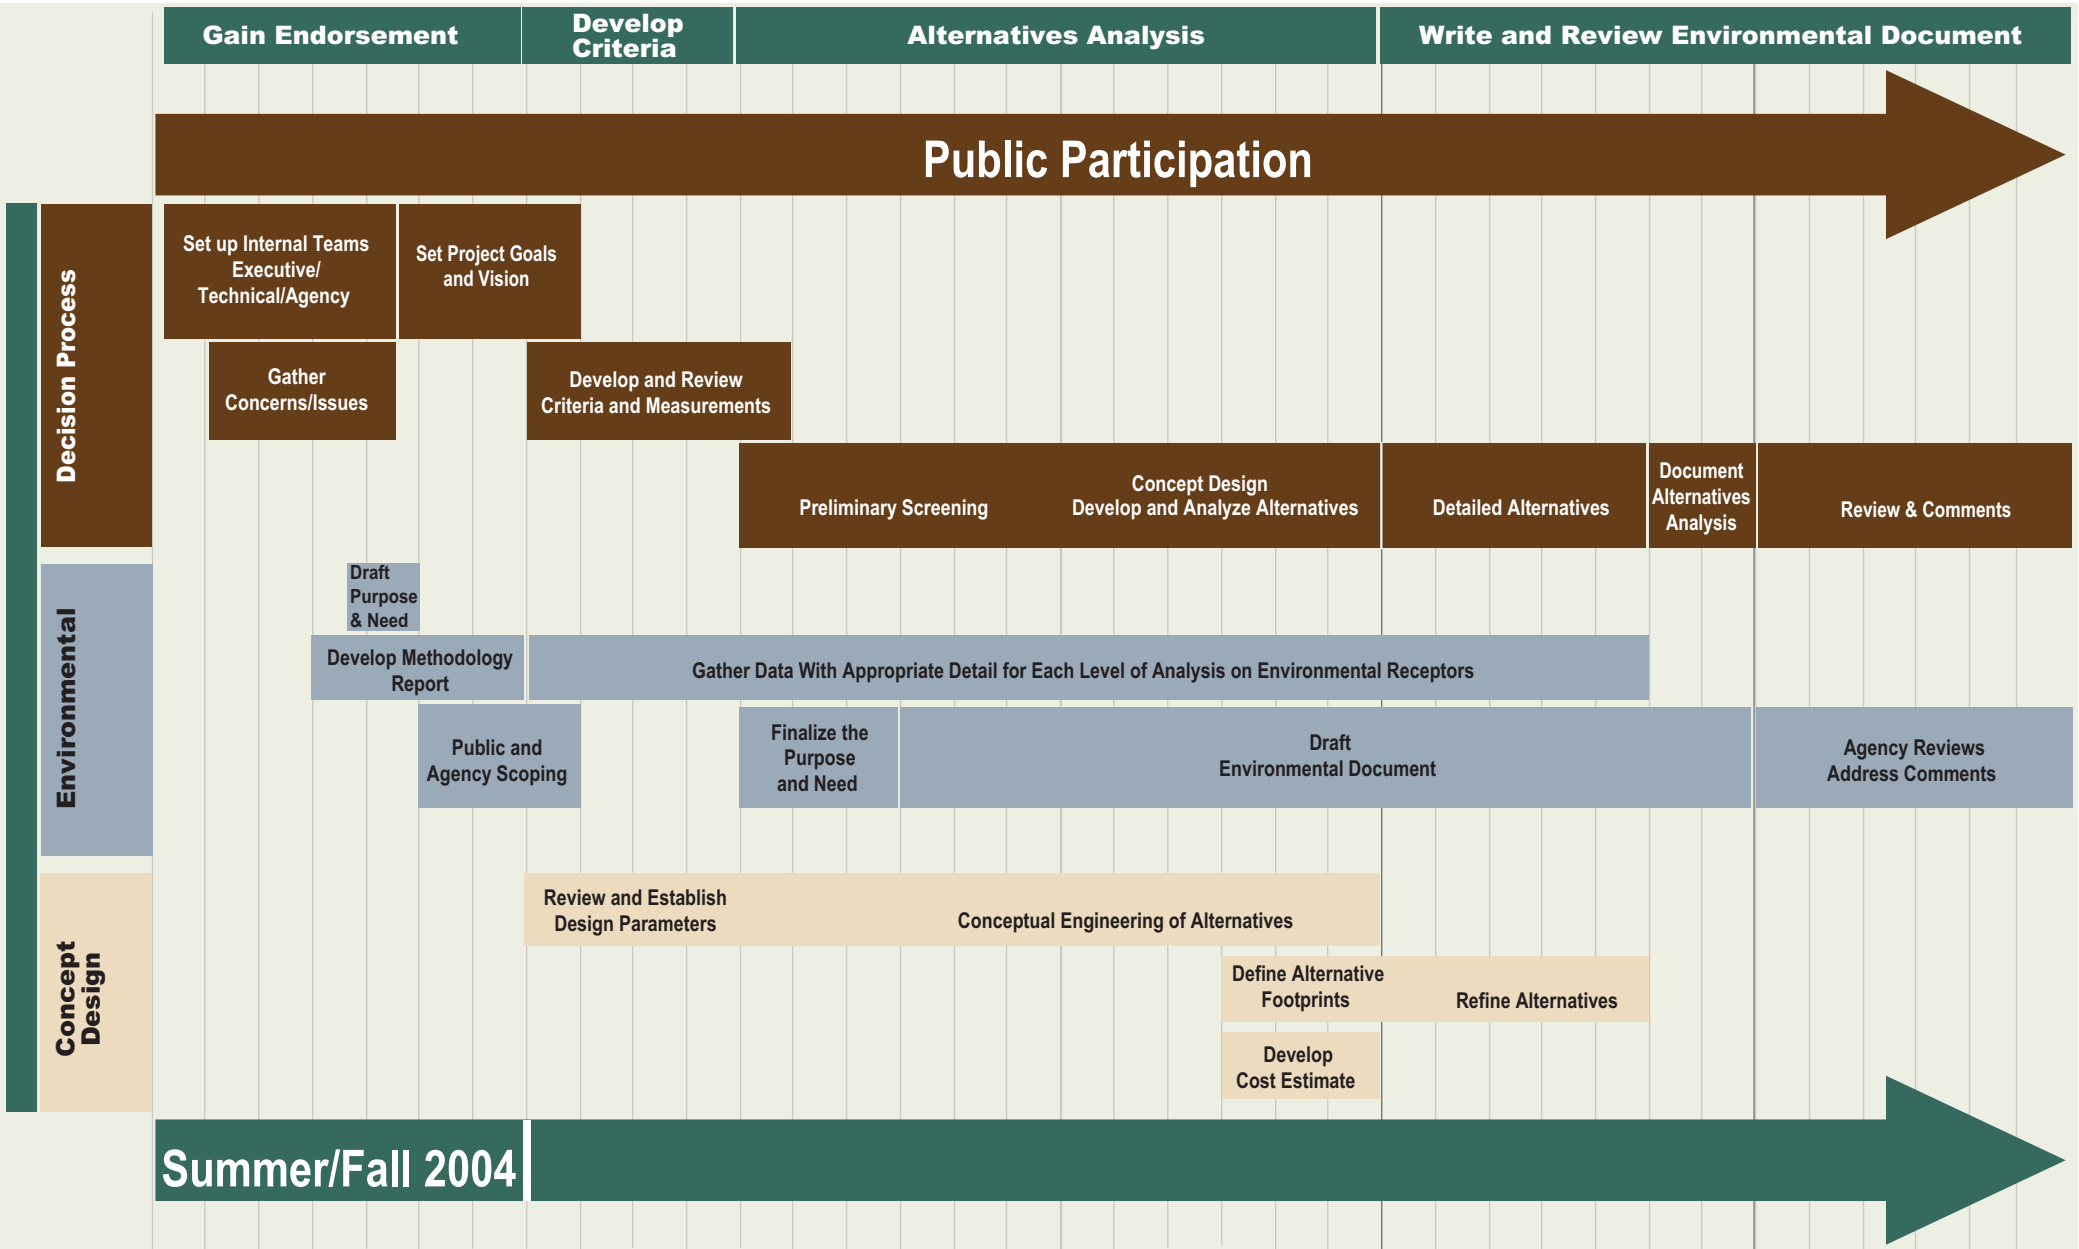 Gain Endorsement
Develop
Criteria
Alternatives Analysis
Write and Review Environmental Document
Public Participation
Decision Process
Set up Internal Teams
Executive/
Technical/Agency
Set Project Goals
and Vision
Gather
Concerns/Issues
Develop and Review
Criteria and Measurements
Preliminary Screening
Concept Design
Develop and Analyze Alternatives
Detailed Alternatives
Document
Alternatives
Analysis
Review & Comments
Environmental
Draft
Purpose
& Need
Develop Methodology
Report
Gather Data With Appropriate Detail for Each Level of Analysis on Environmental Receptors
Public and
Agency Scoping
Finalize the
Purpose
and Need
Draft
Environmental Document
Agency Reviews
Address Comments
Concept
Design
Review and Establish
Design Parameters
Conceptual Engineering of Alternatives
Define Alternative
Footprints
Refine Alternatives
Develop
Cost Estimate
Summer/Fall 2004